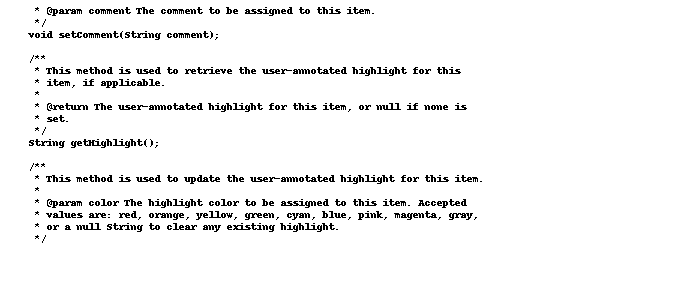 * @param comment The comment to be assigned to this item.
*/
void setComment(String comment);
/**
* This method is used to retrieve the user-annotated highlight for this
* item, if applicable.
*
* @return The user-annotated highlight for this item, or null if none is
* set.
*/
String getHighlight();
/**
* This method is used to update the user-annotated highlight for this item.
*
* @param color The highlight color to be assigned to this item. Accepted
* values are: red, orange, yellow, green, cyan, blue, pink, magenta, gray,
* or a null String to clear any existing highlight.
*/